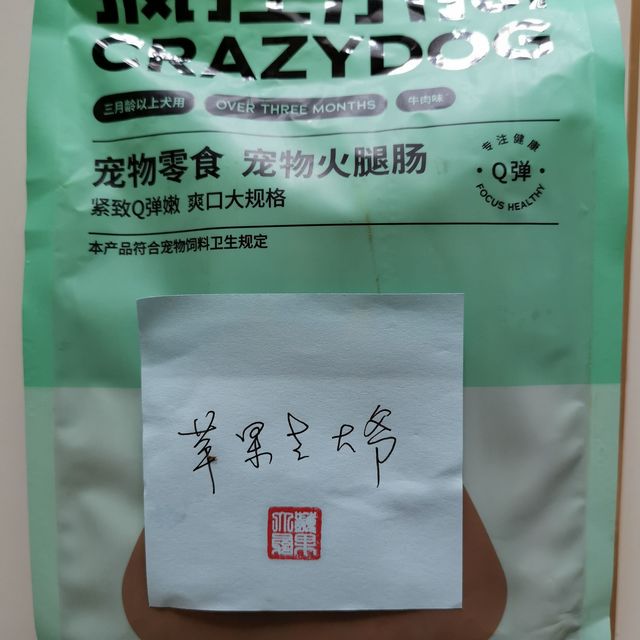 CRAZYDOG
三月龄以上犬用 OVER THREE MONTHS 牛肉味
宠物零食 宠物火腿肠
紧致Q弹嫩 爽口大规格
专注健康
Q弹
FOCUS HEALTHY
本产品符合宠物饲料卫生规定
苹果老大爷